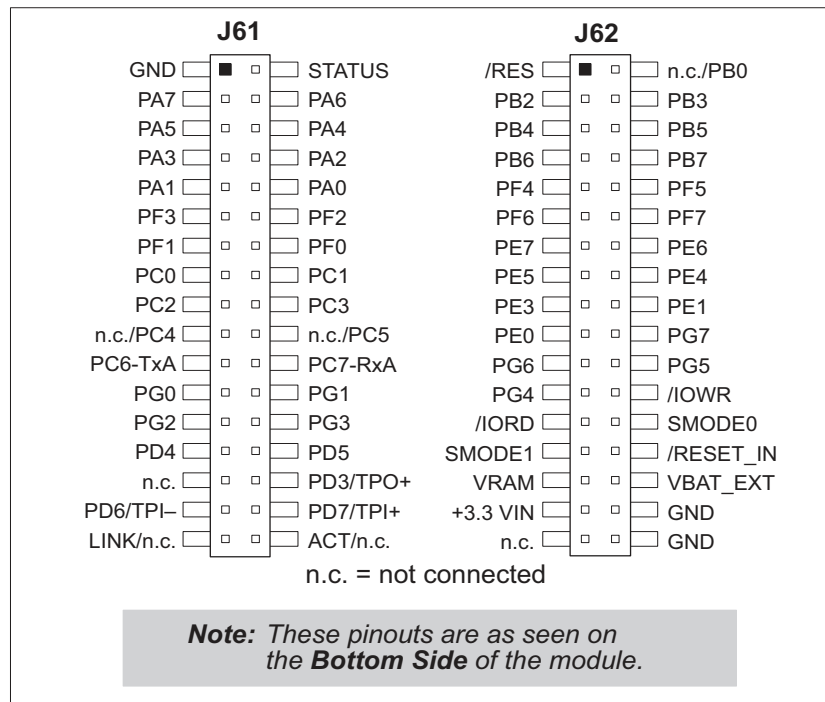 J61 J62
GND STATUS /RES n.c./PB0
PA7 PA6 PB2 PB3
PA5 PA4 PB4 PB5
PA3 PA2 PB6 PB7
PA1 PA0 PF4 PF5
PF3 PF2 PF6 PF7
PF1 PF0 PE7 PE6
PC0 PC1 PE5 PE4
PC2 PC3 PE3 PE1
n.c./PC4 n.c./PC5 PE0 PG7
PC6-TxA PC7-RxA PG6 PG5
PG0 PG1 PG4 /IOWR
PG2 PG3 /IORD SMODE0
PD4 PD5 SMODE1 /RESET_IN
n.c. PD3/TPO+ VRAM VBAT_EXT
PD6/TPI– PD7/TPI+ +3.3 VIN GND
LINK/n.c. ACT/n.c. n.c. GND
n.c. = not connected
Note: These pinouts are as seen on
the Bottom Side of the module.